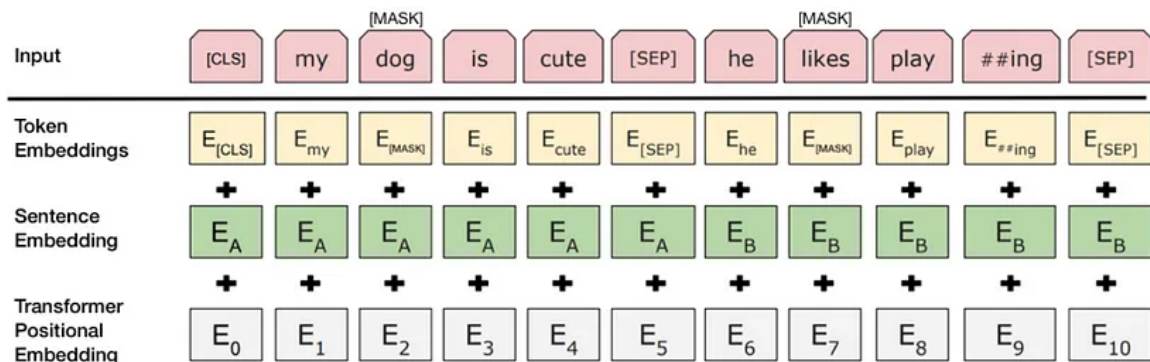 [MASK] [MASK]
Input [CLS] my dog is cute [SEP] he likes play ##ing [SEP]
Token
Embeddings
E[CLS] Emy E[MASK] Eis Ecute E[SEP] Ehe E[MASK] Eplay E##ing E[SEP]
+ + + + + + + + + + +
Sentence
Embedding
EA EA EA EA EA EA EB EB EB EB EB
+ + + + + + + + + + +
Transformer
Positional
Embedding
E0 E1 E2 E3 E4 E5 E6 E7 E8 E9 E10